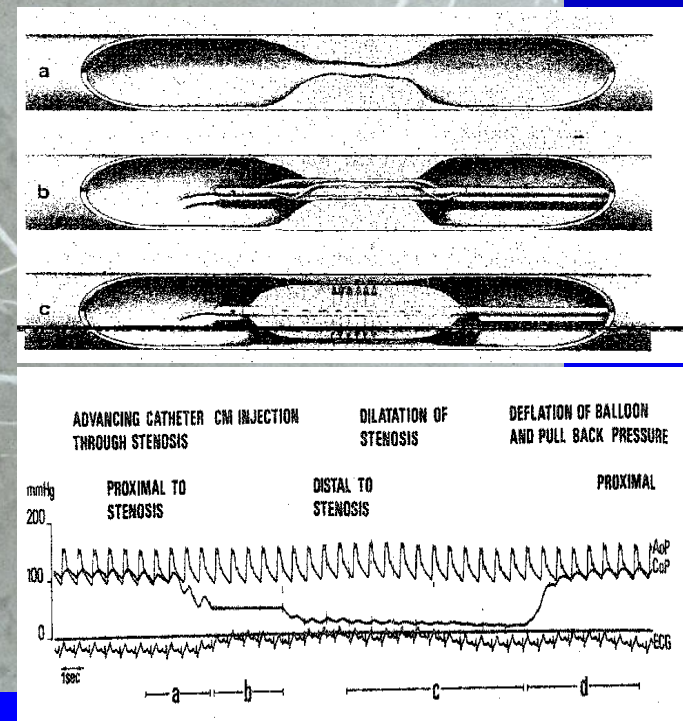 a
b
c
ADVANCING CATHETER CM INJECTION
THROUGH STENOSIS
DILATATION OF
STENOSIS
DEFLATION OF BALLOON
AND PULL BACK PRESSURE
PROXIMAL TO
STENOSIS
DISTAL TO
STENOSIS
PROXIMAL
mmHg
200
100
0
AoP
CoP
ECG
1sec
a
b
c
d